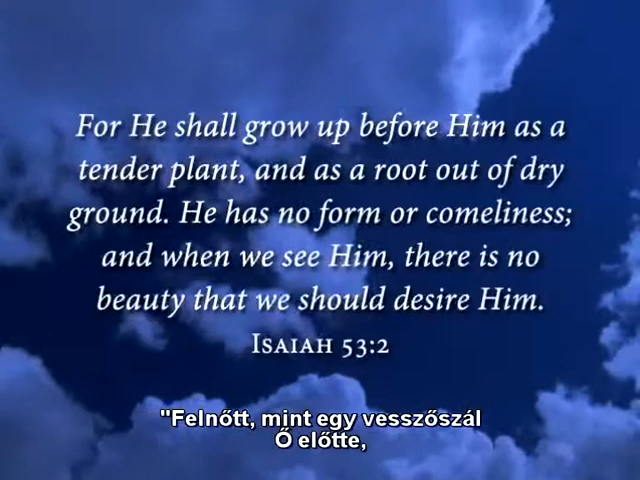 For He shall grow up before Him as a
tender plant, and as a root out of dry
ground. He has no form or comeliness;
and when we see Him, there is no
beauty that we should desire Him.
Isaiah 53:2
"Felnőtt, mint egy vesszőszál
Ő előtte,